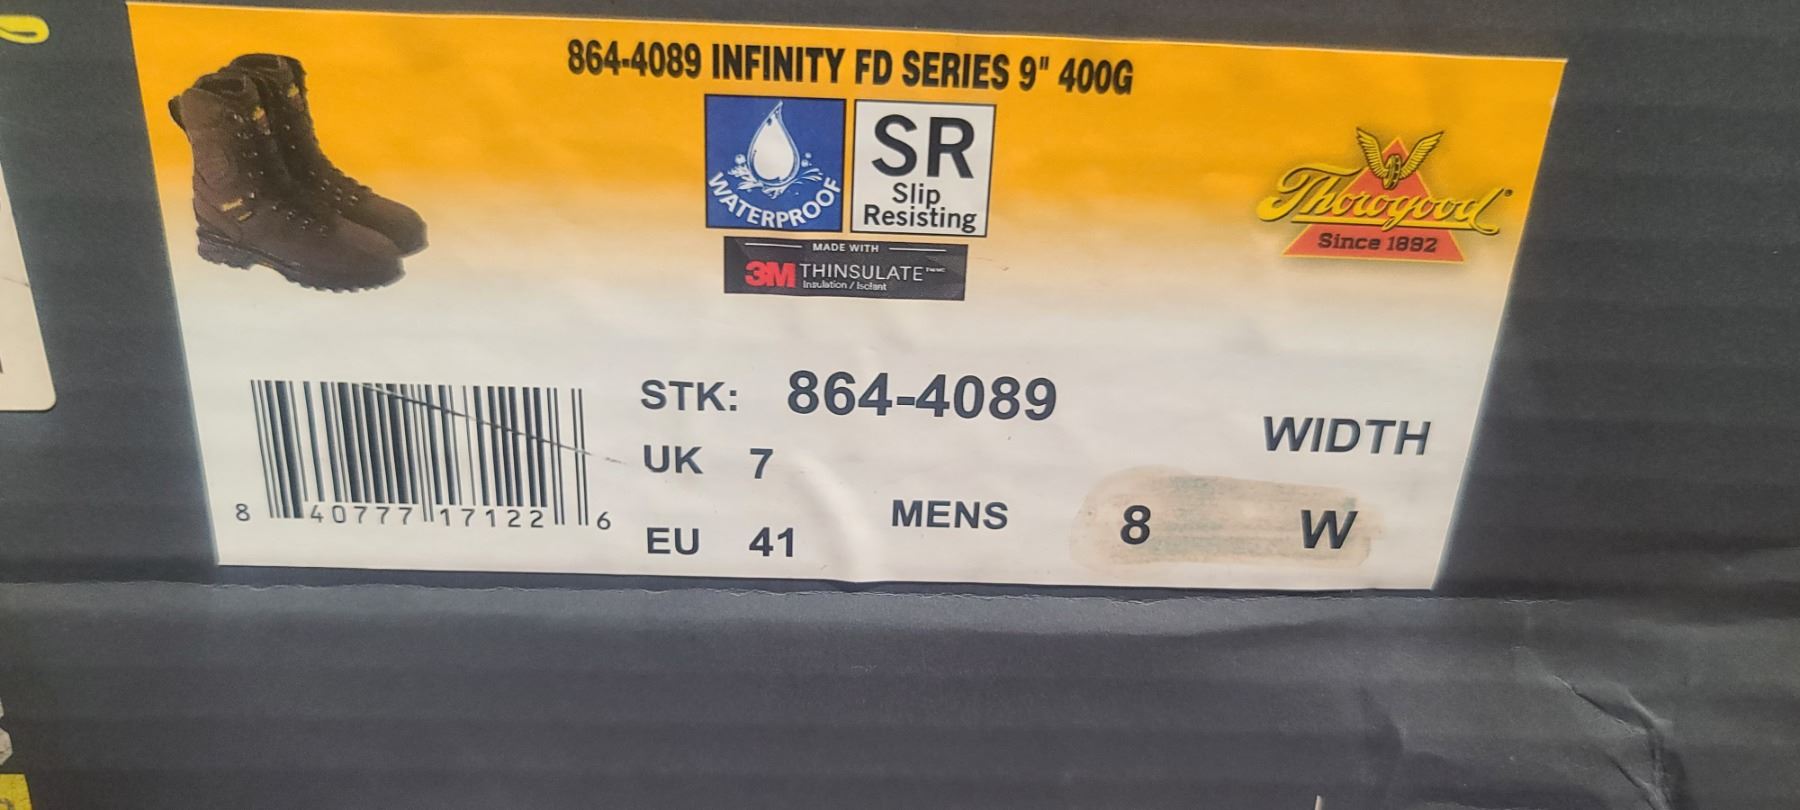 864-4089 INFINITY FD SERIES 9" 400G
WATERPROOF
SR
Slip
Resisting
MADE WITH
3M THINSULATE
Insulation / Isolant
Thorogood
Since 1892
STK: 864-4089
WIDTH
UK 7
MENS 8 W
EU 41
8 40777 17122 6